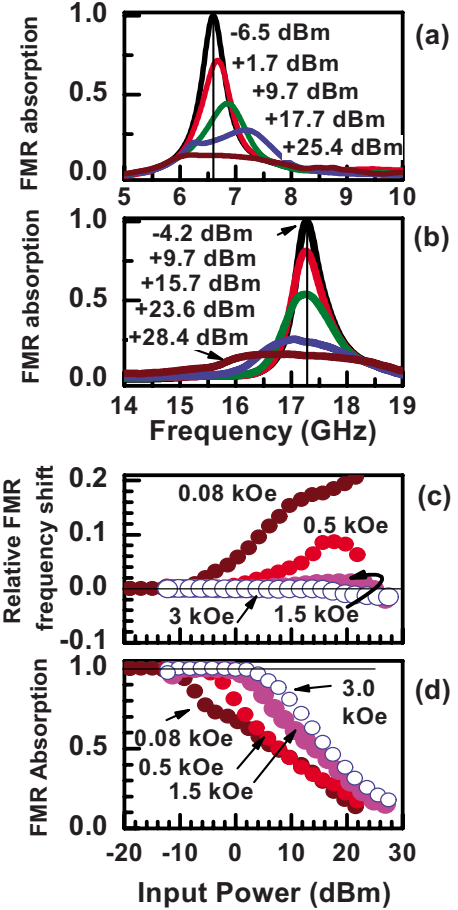 (a)
FMR absorption
1.0
0.5
0.0
-6.5 dBm
+1.7 dBm
+9.7 dBm
+17.7 dBm
+25.4 dBm
5 6 7 8 9 10
(b)
FMR absorption
1.0
0.5
0.0
-4.2 dBm
+9.7 dBm
+15.7 dBm
+23.6 dBm
+28.4 dBm
14 15 16 17 18 19
Frequency (GHz)
(c)
Relative FMR
frequency shift
0.2
0.1
0.0
-0.1
0.08 kOe
0.5 kOe
3 kOe
1.5 kOe
(d)
FMR Absorption
1.0
0.5
0.0
3.0
kOe
0.08 kOe
0.5 kOe
1.5 kOe
-20 -10 0 10 20 30
Input Power (dBm)